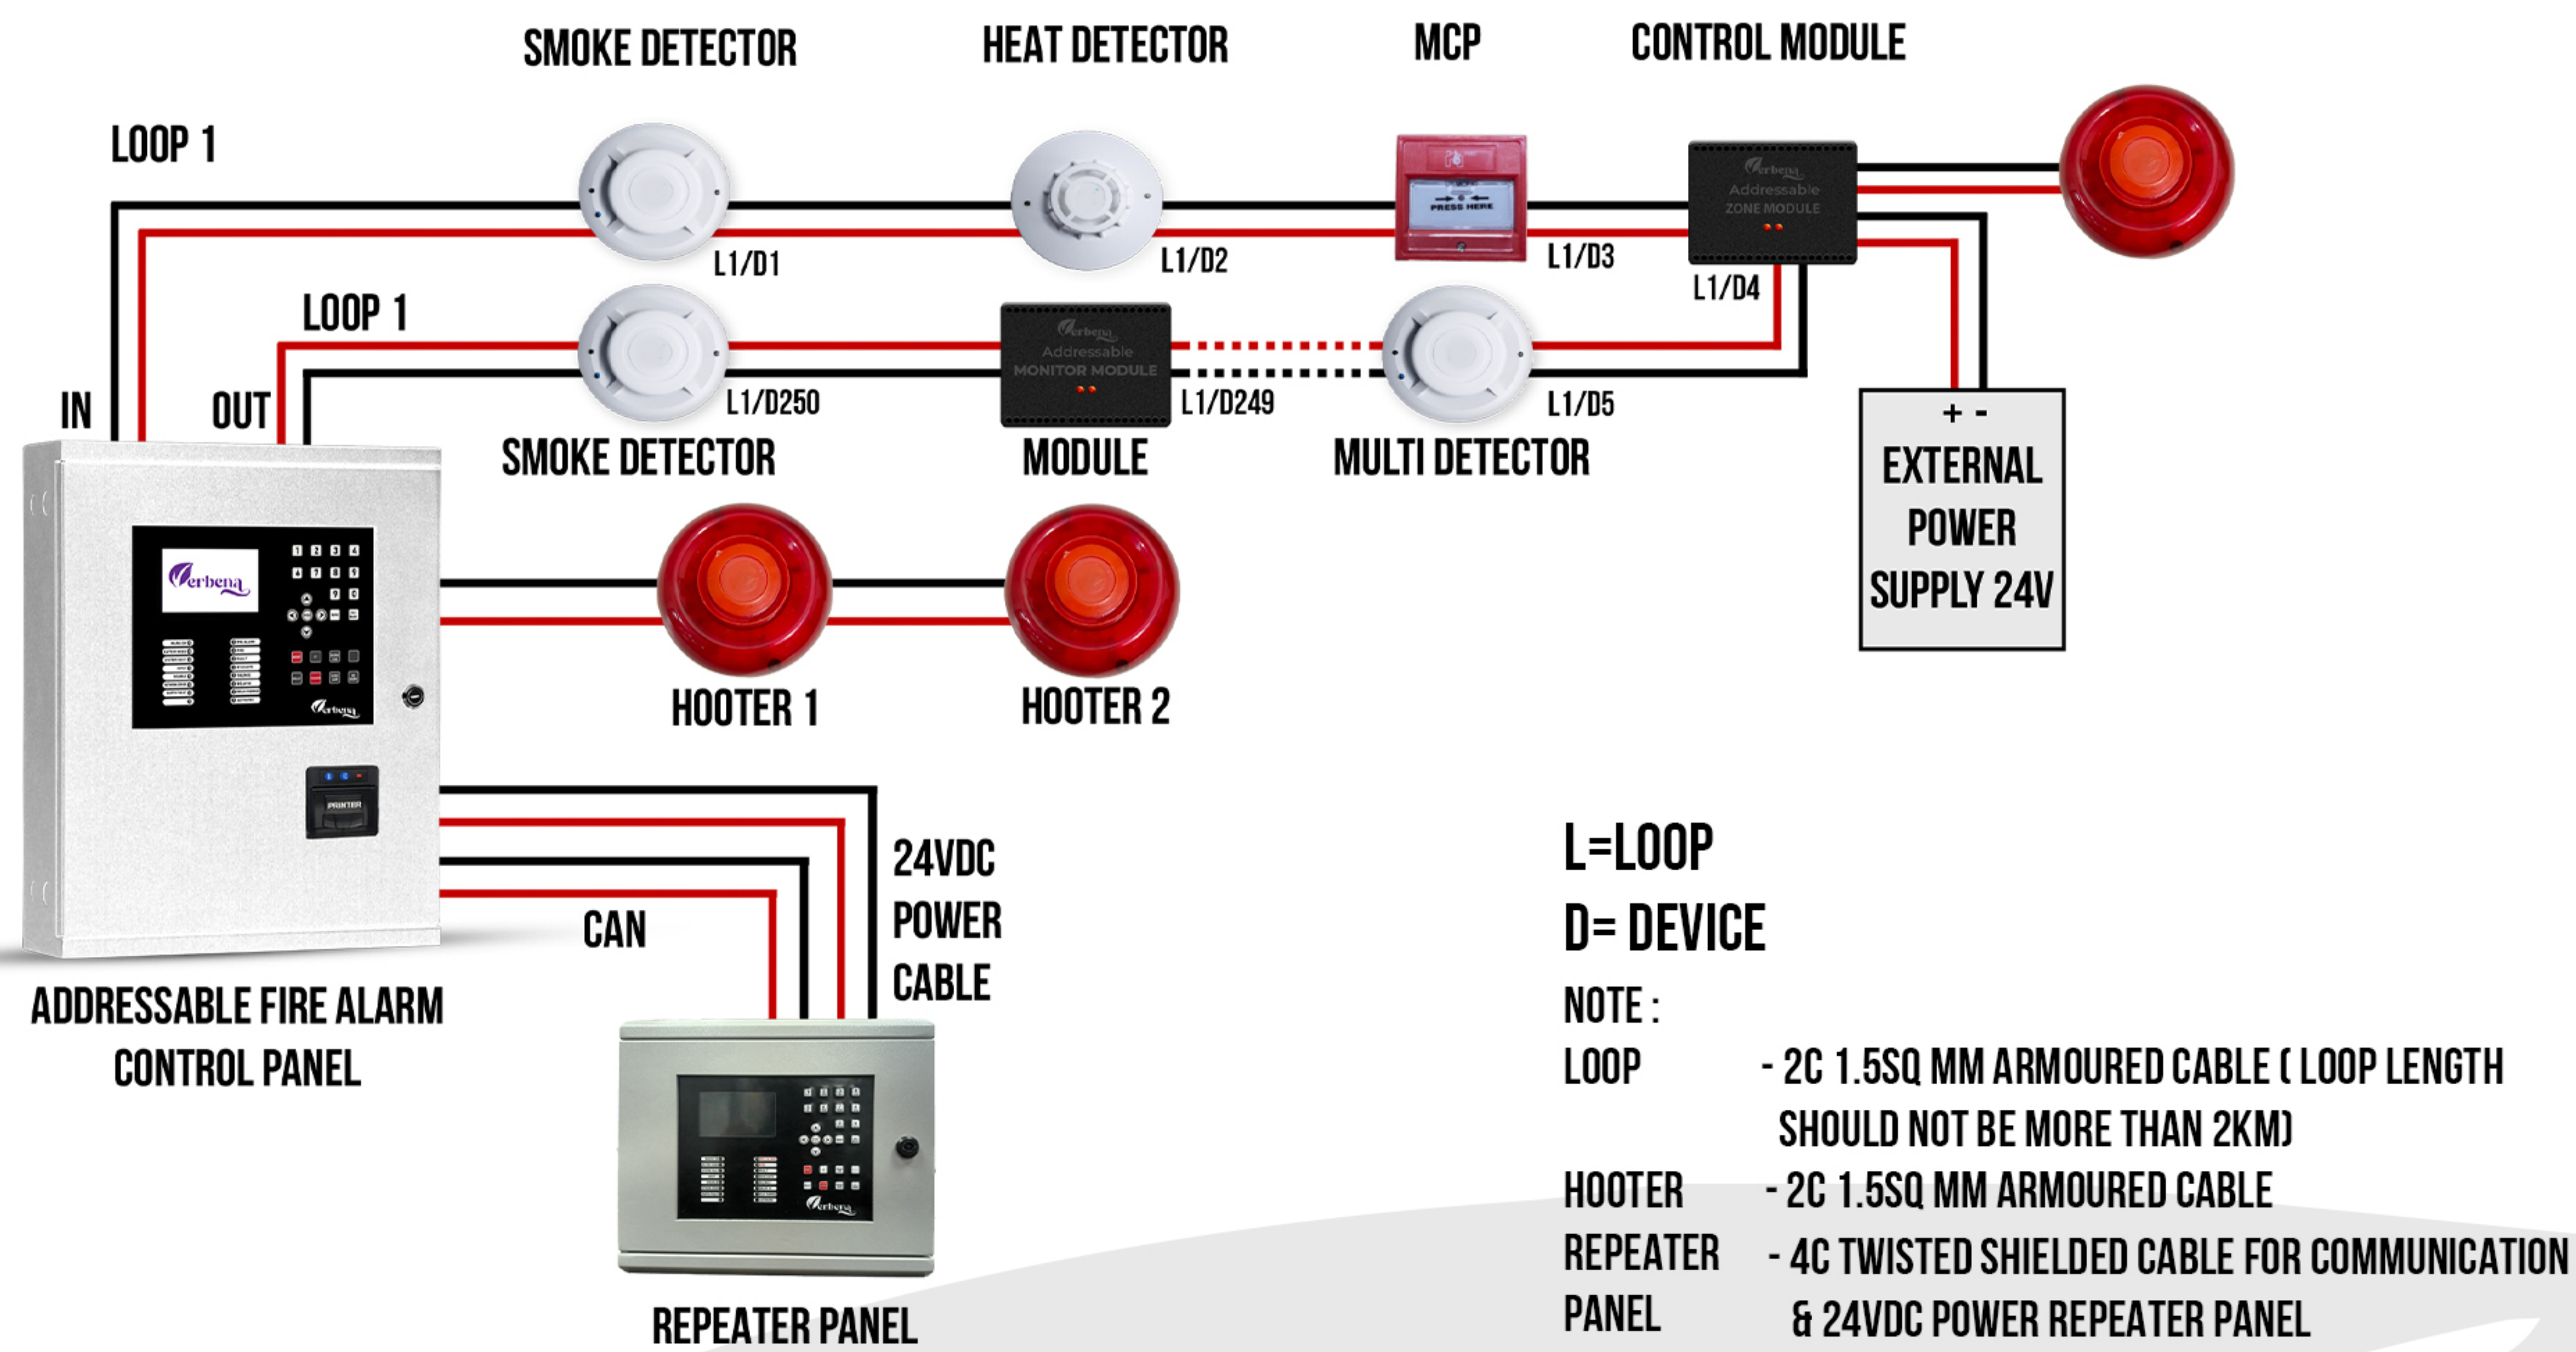 SMOKE DETECTOR
HEAT DETECTOR
MCP
CONTROL MODULE
LOOP 1
PRESS HERE
Verbena
Addressable
ZONE MODULE
L1/D1
L1/D2
L1/D3
L1/D4
LOOP 1
Verbena
Addressable
MONITOR MODULE
IN
OUT
L1/D250
L1/D249
L1/D5
SMOKE DETECTOR
MODULE
MULTI DETECTOR
+ -
EXTERNAL
POWER
SUPPLY 24V
Verbena
Verbena
HOOTER 1
HOOTER 2
PRINTER
24VDC
POWER
CABLE
CAN
ADDRESSABLE FIRE ALARM
CONTROL PANEL
Verbena
REPEATER PANEL
L=LOOP
D= DEVICE
NOTE :
LOOP - 2C 1.5SQ MM ARMOURED CABLE ( LOOP LENGTH
SHOULD NOT BE MORE THAN 2KM)
HOOTER - 2C 1.5SQ MM ARMOURED CABLE
REPEATER - 4C TWISTED SHIELDED CABLE FOR COMMUNICATION
PANEL & 24VDC POWER REPEATER PANEL